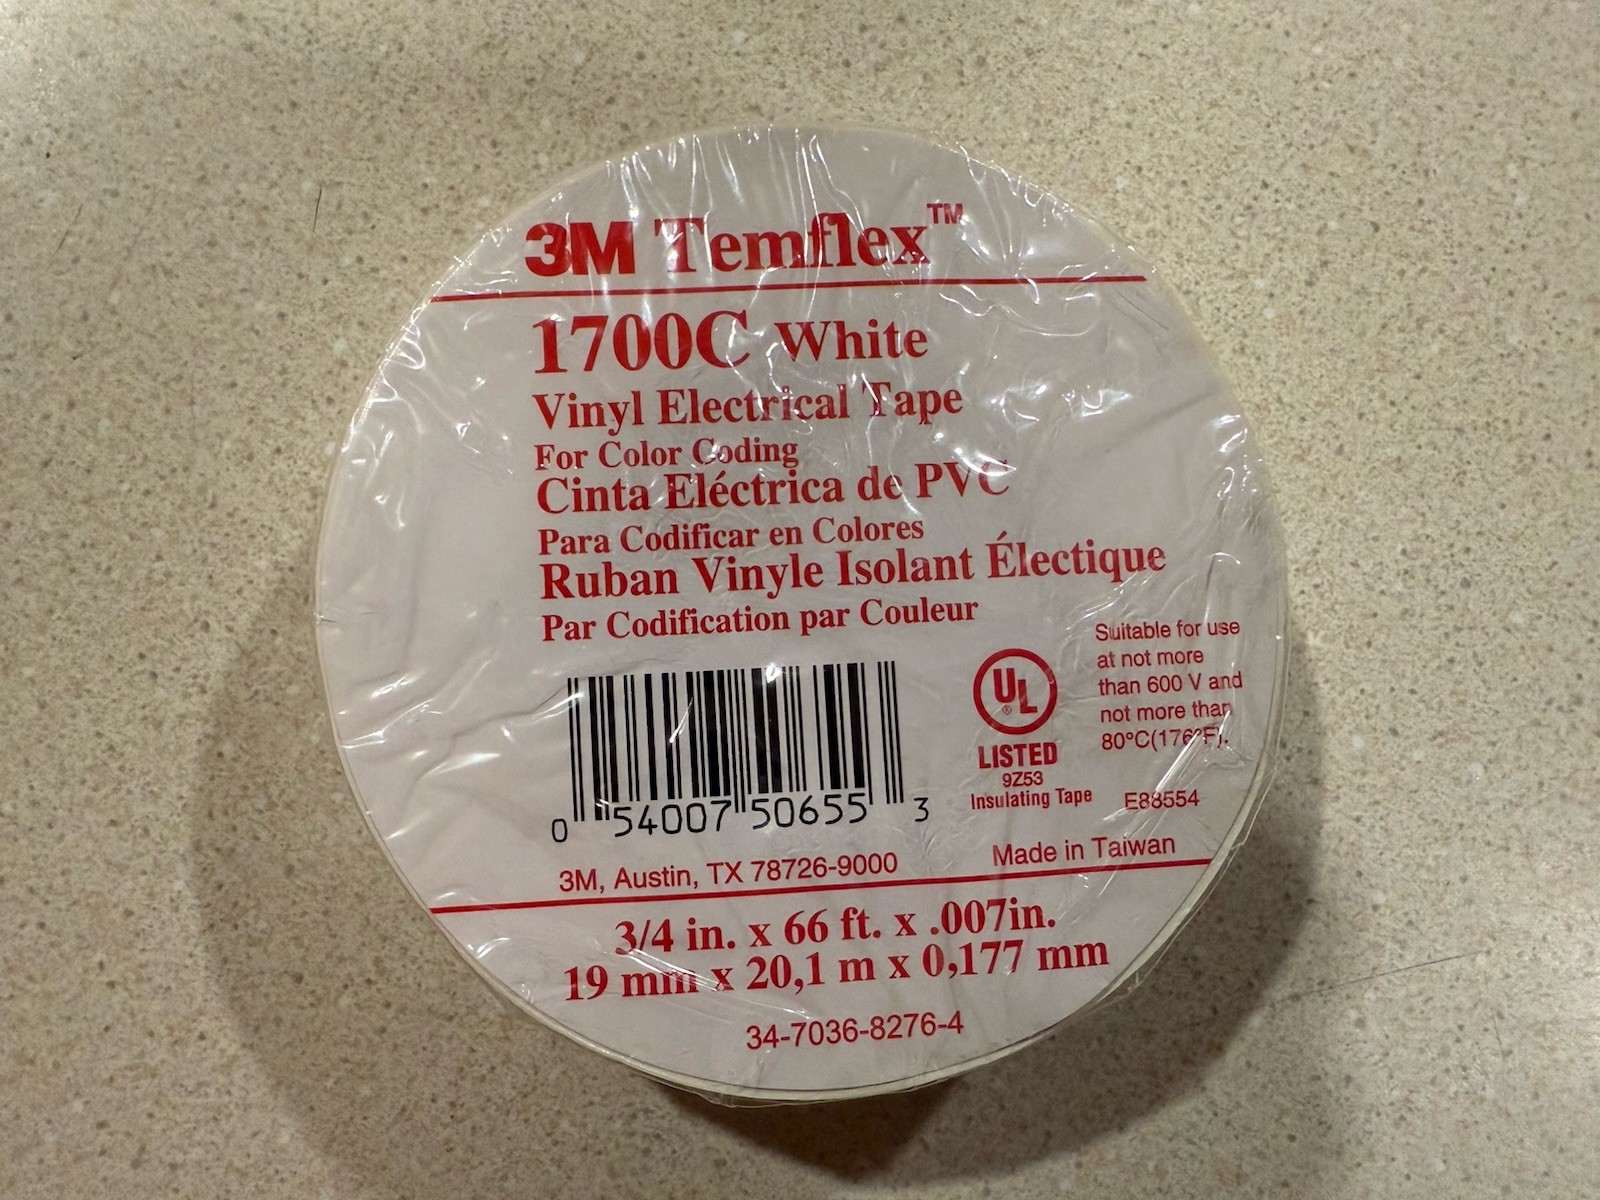 3M Temflex™
1700C White
Vinyl Electrical Tape
For Color Coding
Cinta Eléctrica de PVC
Para Codificar en Colores
Ruban Vinyle Isolant Électique
Par Codification par Couleur
Suitable for use
at not more
than 600 V and
not more than
80°C(176°F).
UL
®
LISTED
9Z53
Insulating Tape
E88554
0 54007 50655 3
Made in Taiwan
3M, Austin, TX 78726-9000
3/4 in. x 66 ft. x .007in.
19 mm x 20,1 m x 0,177 mm
34-7036-8276-4